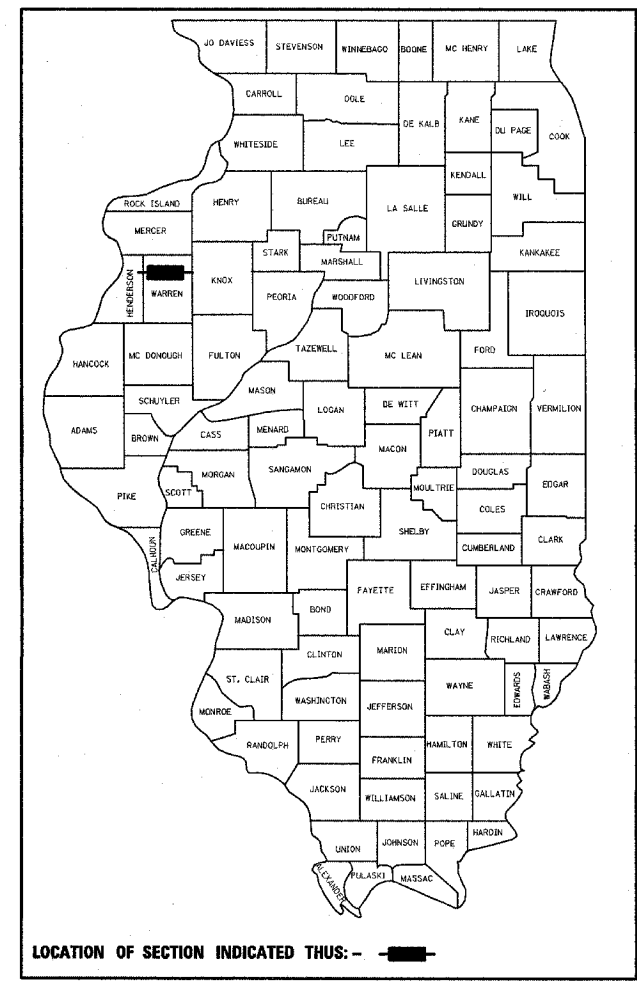 JO DAVIESS STEVENSON WINNEBAGO BOONE MC HENRY LAKE
CARROLL OGLE
DE KALB KANE DU PAGE COOK
WHITESIDE LEE
KENDALL
ROCK ISLAND HENRY BUREAU LA SALLE GRUNDY WILL
MERCER PUTNAM
STARK MARSHALL KANKAKEE
HENDERSON WARREN KNOX PEORIA WOODFORD LIVINGSTON
IROQUOIS
HANCOCK MC DONOUGH FULTON TAZEWELL MC LEAN FORD
MASON
SCHUYLER LOGAN DE WITT CHAMPAIGN VERMILION
ADAMS BROWN CASS MENARD MACON PIATT
MORGAN SANGAMON DOUGLAS EDGAR
PIKE SCOTT CHRISTIAN MOULTRIE COLES
GREENE MACOUPIN MONTGOMERY SHELBY CUMBERLAND CLARK
CALHOUN JERSEY FAYETTE EFFINGHAM JASPER CRAWFORD
MADISON BOND
CLINTON MARION CLAY RICHLAND LAWRENCE
ST. CLAIR WAYNE EDWARDS WABASH
MONROE WASHINGTON JEFFERSON
RANDOLPH PERRY FRANKLIN HAMILTON WHITE
JACKSON WILLIAMSON SALINE GALLATIN
UNION JOHNSON POPE HARDIN
ALEXANDER PULASKI MASSAC
LOCATION OF SECTION INDICATED THUS:-